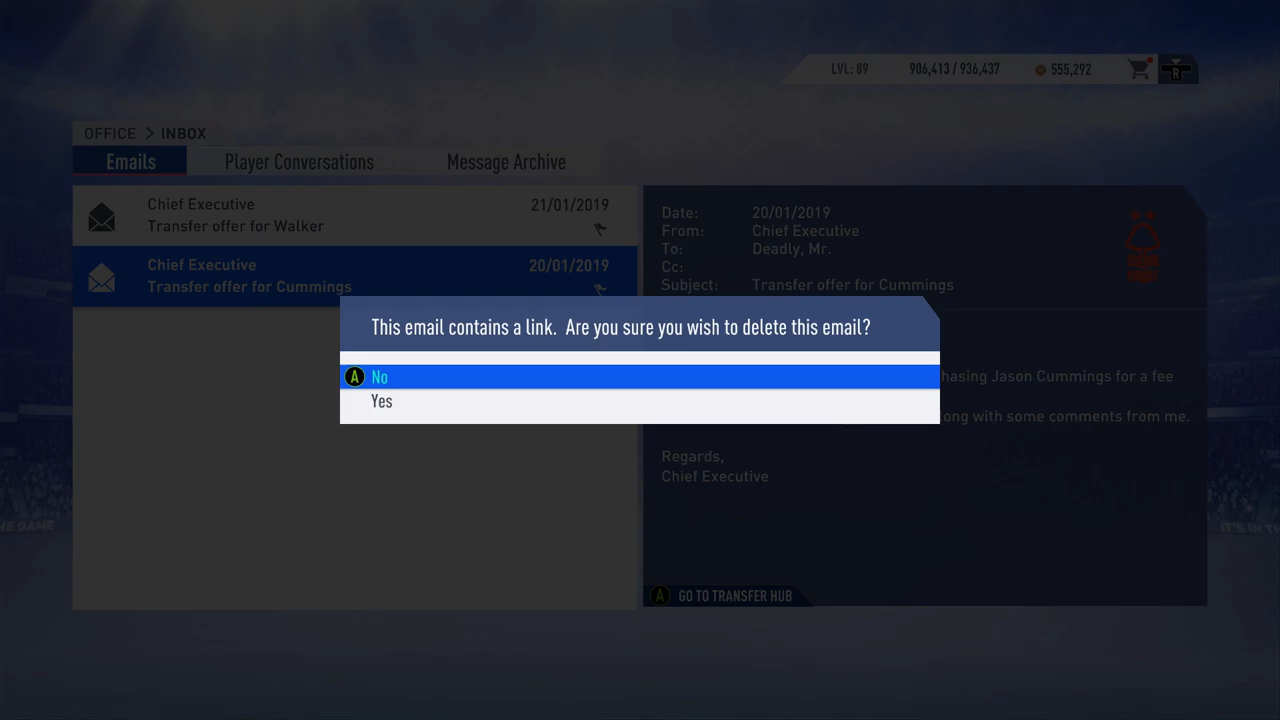 LVL: 89 906,413 / 936,437 555,292 R
OFFICE > INBOX
Emails Player Conversations Message Archive
Chief Executive 21/01/2019
Transfer offer for Walker
Chief Executive 20/01/2019
Transfer offer for Cummings
Date: 20/01/2019
From: Chief Executive
To: Deadly, Mr.
Cc:
Subject: Transfer offer for Cummings
This email contains a link. Are you sure you wish to delete this email?
A No
Yes
hasing Jason Cummings for a fee
ong with some comments from me.
Regards,
Chief Executive
HE GAME
IT'S IN T
A GO TO TRANSFER HUB